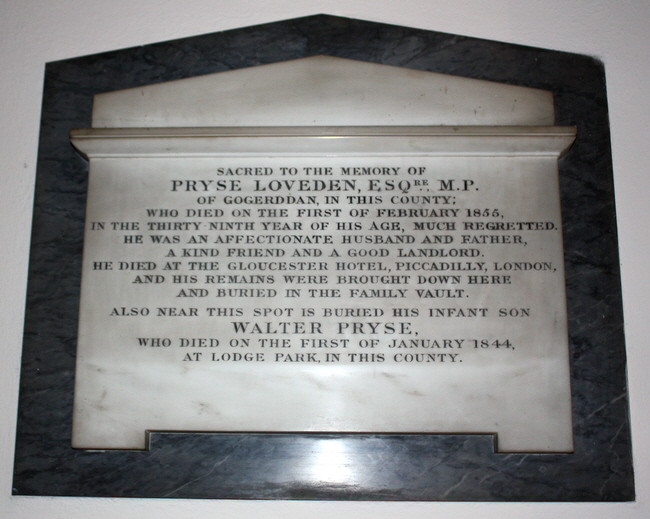 SACRED TO THE MEMORY OF
PRYSE LOVEDEN, ESQRE. M.P.
OF GOGERDDAN, IN THIS COUNTY;
WHO DIED ON THE FIRST OF FEBRUARY 1855,
IN THE THIRTY NINTH YEAR OF HIS AGE, MUCH REGRETTED.
HE WAS AN AFFECTIONATE HUSBAND AND FATHER,
A KIND FRIEND AND A GOOD LANDLORD.
HE DIED AT THE GLOUCESTER HOTEL, PICCADILLY, LONDON,
AND HIS REMAINS WERE BROUGHT DOWN HERE
AND BURIED IN THE FAMILY VAULT.
ALSO NEAR THIS SPOT IS BURIED HIS INFANT SON
WALTER PRYSE,
WHO DIED ON THE FIRST OF JANUARY 1844,
AT LODGE PARK, IN THIS COUNTY.